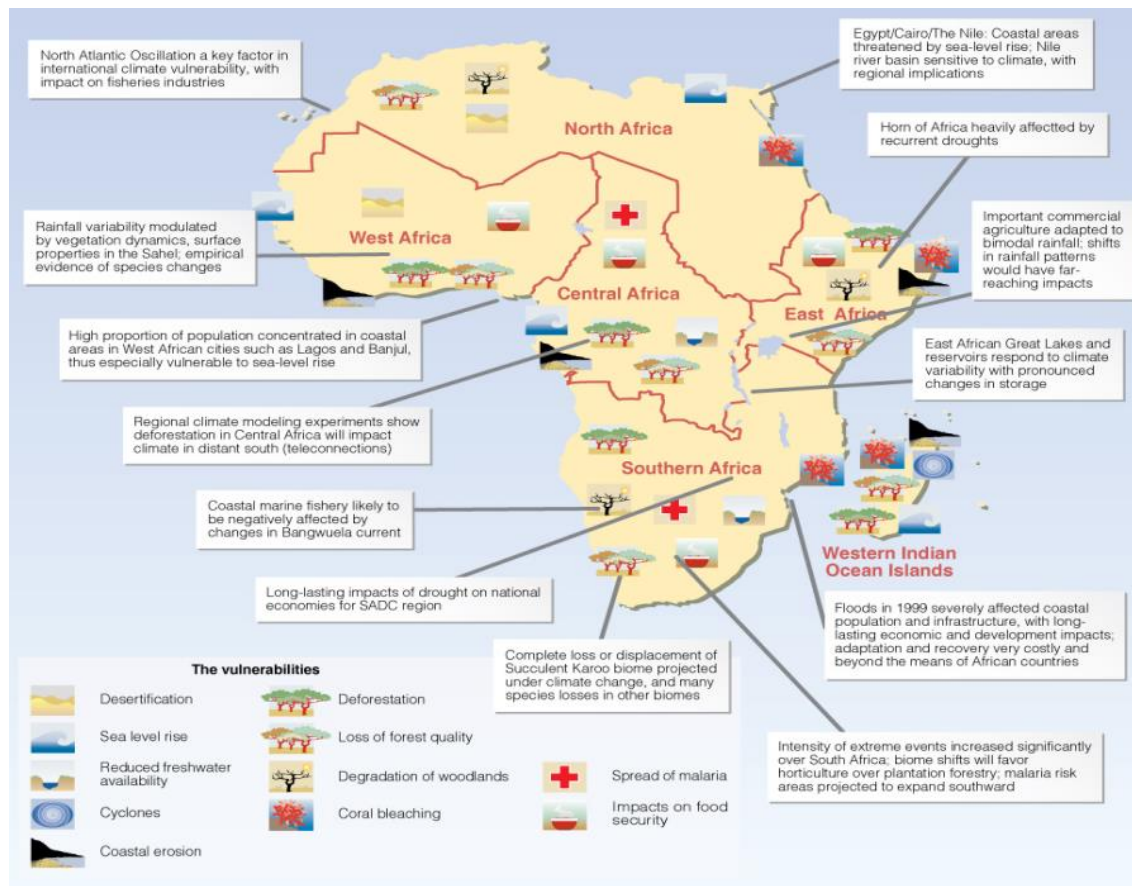 North Atlantic Oscillation a key factor in
international climate vulnerability, with
impact on fisheries industries
Egypt/Cairo/The Nile: Coastal areas
threatened by sea-level rise; Nile
river basin sensitive to climate, with
regional implications
North Africa
Horn of Africa heavily affectted by
recurrent droughts
Rainfall variability modulated
by vegetation dynamics, surface
properties in the Sahel; empirical
evidence of species changes
West Africa
Important commercial
agriculture adapted to
bimodal rainfall; shifts
in rainfall patterns
would have far-
reaching impacts
Central Africa
East Africa
High proportion of population concentrated in coastal
areas in West African cities such as Lagos and Banjul,
thus especially vulnerable to sea-level rise
East African Great Lakes and
reservoirs respond to climate
variability with pronounced
changes in storage
Regional climate modeling experiments show
deforestation in Central Africa will impact
climate in distant south (teleconnections)
Southern Africa
Coastal marine fishery likely to
be negatively affected by
changes in Bangwuela current
Western Indian
Ocean Islands
Long-lasting impacts of drought on national
economies for SADC region
Floods in 1999 severely affected coastal
population and infrastructure, with long-
lasting economic and development impacts;
adaptation and recovery very costly and
beyond the means of African countries
Complete loss or displacement of
Succulent Karoo biome projected
under climate change, and many
species losses in other biomes
Intensity of extreme events increased significantly
over South Africa; biome shifts will favor
horticulture over plantation forestry; malaria risk
areas projected to expand southward
The vulnerabilities
Desertification
Sea level rise
Reduced freshwater
availability
Cyclones
Coastal erosion
Deforestation
Loss of forest quality
Degradation of woodlands
Coral bleaching
Spread of malaria
Impacts on food
security